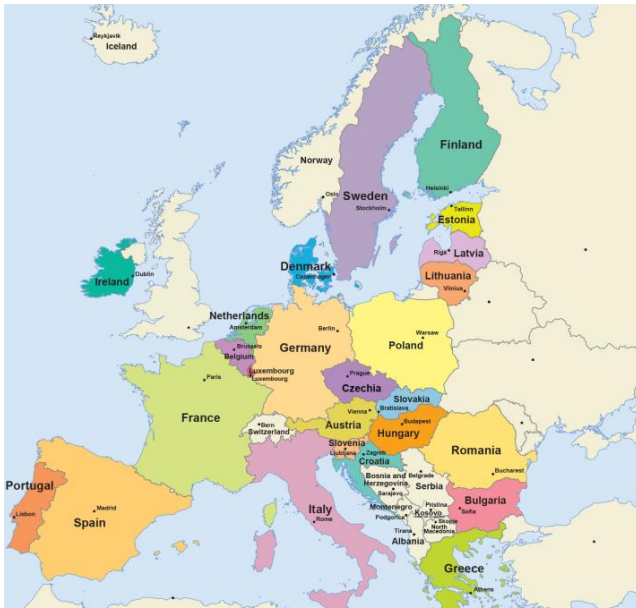 Reykjavik
Iceland
Norway
Oslo
Finland
Helsinki
Sweden
Stockholm
Tallinn
Estonia
Riga
Latvia
Lithuania
Vilnius
Denmark
Copenhagen
Dublin
Ireland
Netherlands
Amsterdam
Berlin
Germany
Warsaw
Poland
Brussels
Belgium
Luxembourg
Luxembourg
Prague
Czechia
Paris
France
Slovakia
Bratislava
Vienna
Austria
Budapest
Hungary
Bern
Switzerland
Slovenia
Ljubljana
Zagreb
Croatia
Romania
Bucharest
Bosnia and
Herzegovina
Sarajevo
Belgrade
Serbia
Portugal
Lisbon
Madrid
Spain
Italy
Rome
Montenegro
Podgorica
Pristina
Kosovo
Bulgaria
Sofia
Skopje
North
Macedonia
Tirana
Albania
Greece
Athens